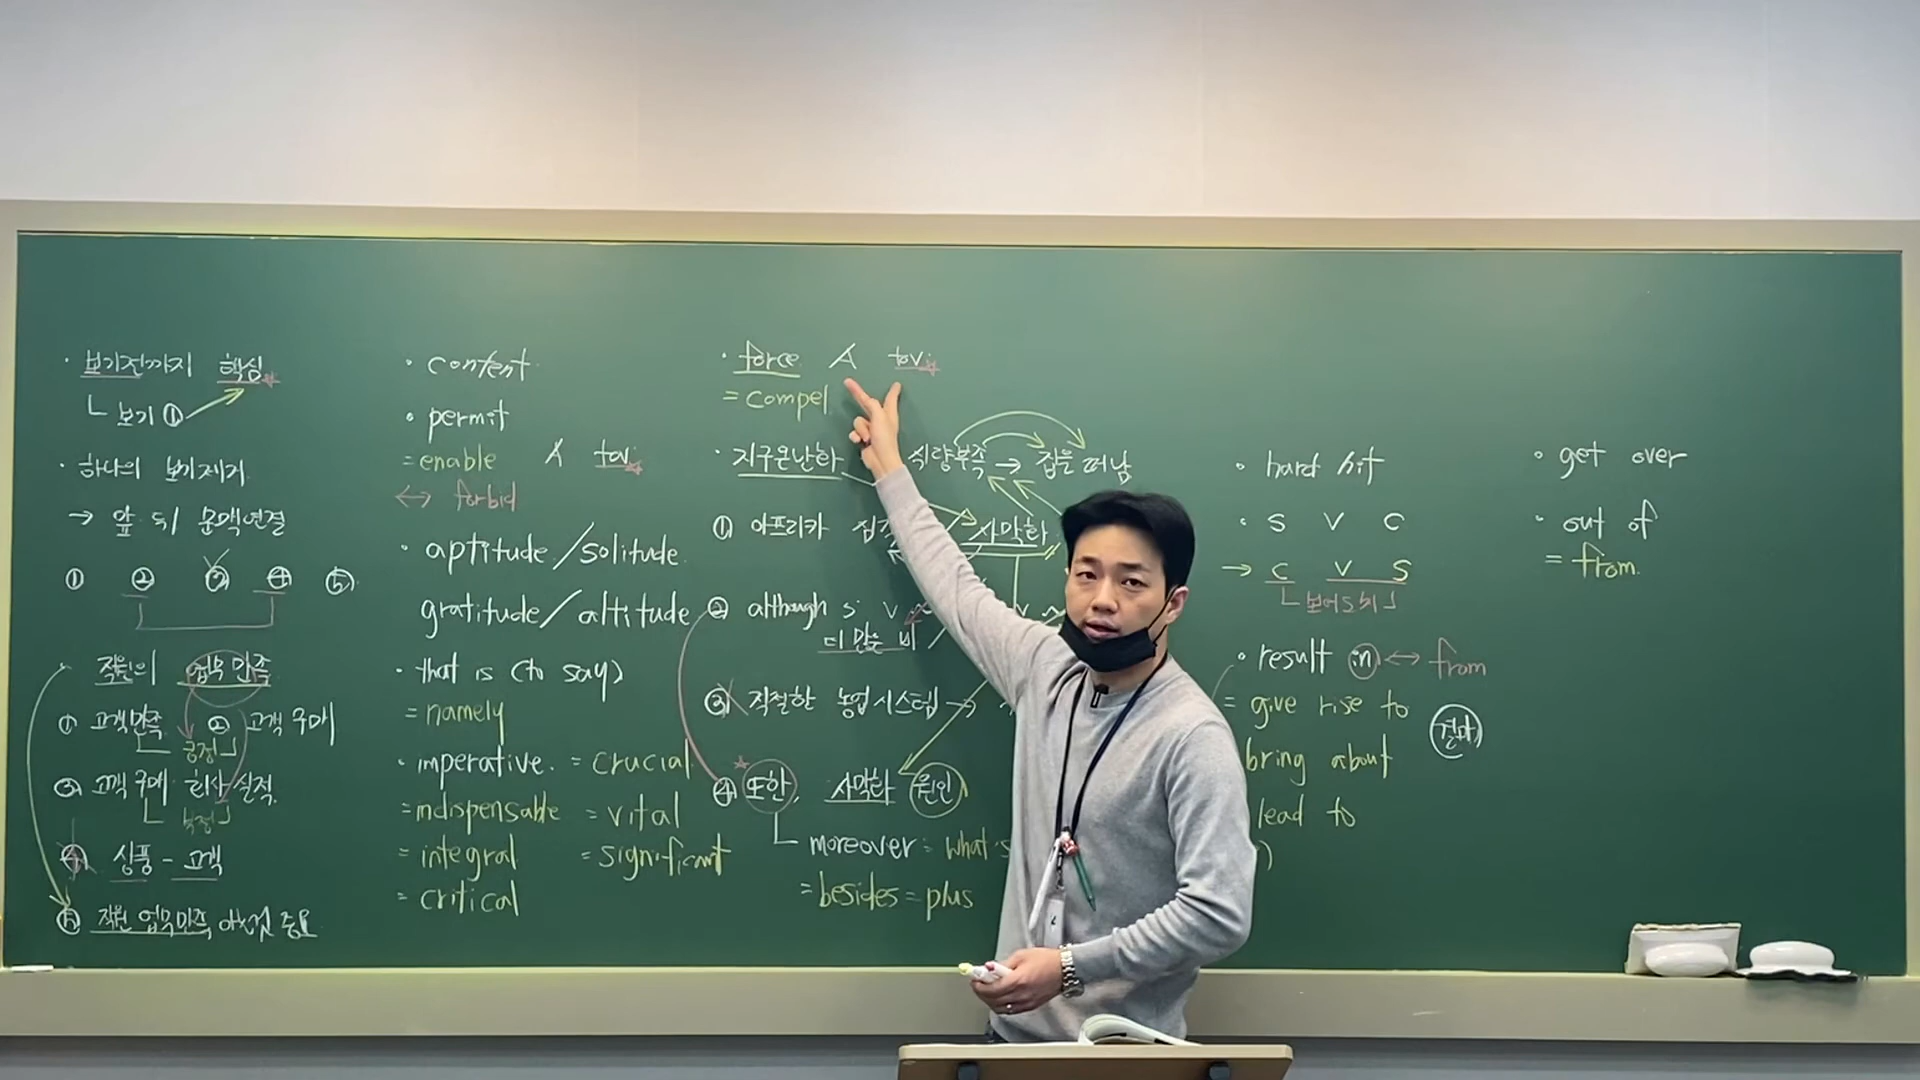 · 보기전까지 핵심
└ 보기 ①
· 하나의 보기제거
→ 앞 뒤 문맥연결
① ② ③ ④ ⑤
· 직원의 업무만족
① 고객만족 ② 고객구매
긍정
③ 고객구매 회사실적
부정
④ 상품 - 고객
⑤ 직원 업무만족 중요
· content
· permit
= enable A to v
↔ forbid
· aptitude / solitude
gratitude / altitude
· that is (to say)
= namely
· imperative = crucial
= indispensable = vital
= integral = significant
= critical
· force A to v
= compel
· 지구온난화 식량부족 → 집을 떠남
① 아프리카 사막화
② although s v
더 많은 비
③ 적절한 농업시스템 →
④ 또한, 사막화 원인
└ moreover = what's
= besides = plus
· hard hit
· S V C
→ C V S
· result in ↔ from
= give rise to
bring about
lead to
결과
· get over
· out of
= from